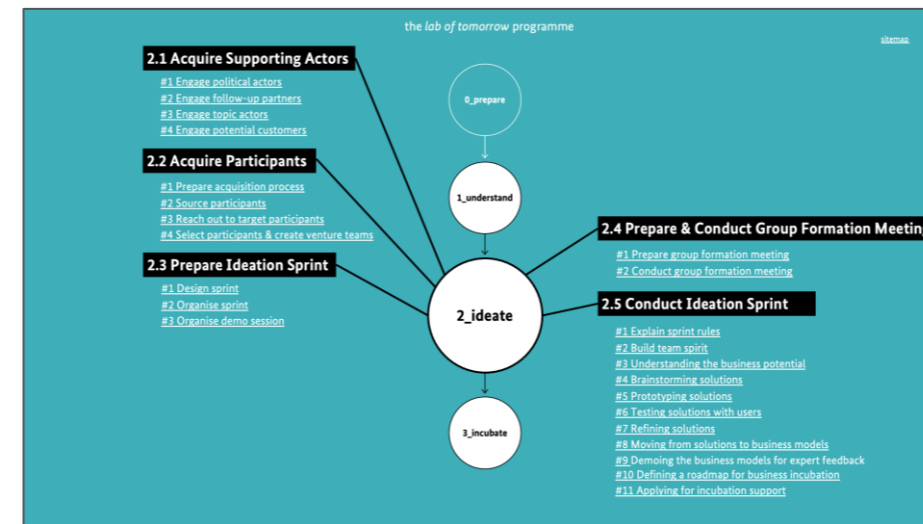 the lab of tomorrow programme
sitemap
2.1 Acquire Supporting Actors
#1 Engage political actors
#2 Engage follow-up partners
#3 Engage topic actors
#4 Engage potential customers
2.2 Acquire Participants
#1 Prepare acquisition process
#2 Source participants
#3 Reach out to target participants
#4 Select participants & create venture teams
2.3 Prepare Ideation Sprint
#1 Design sprint
#2 Organise sprint
#3 Organise demo session
0_prepare
1_understand
2_ideate
3_incubate
2.4 Prepare & Conduct Group Formation Meeting
#1 Prepare group formation meeting
#2 Conduct group formation meeting
2.5 Conduct Ideation Sprint
#1 Explain sprint rules
#2 Build team spirit
#3 Understanding the business potential
#4 Brainstorming solutions
#5 Prototyping solutions
#6 Testing solutions with users
#7 Refining solutions
#8 Moving from solutions to business models
#9 Demoing the business models for expert feedback
#10 Defining a roadmap for business incubation
#11 Applying for incubation support